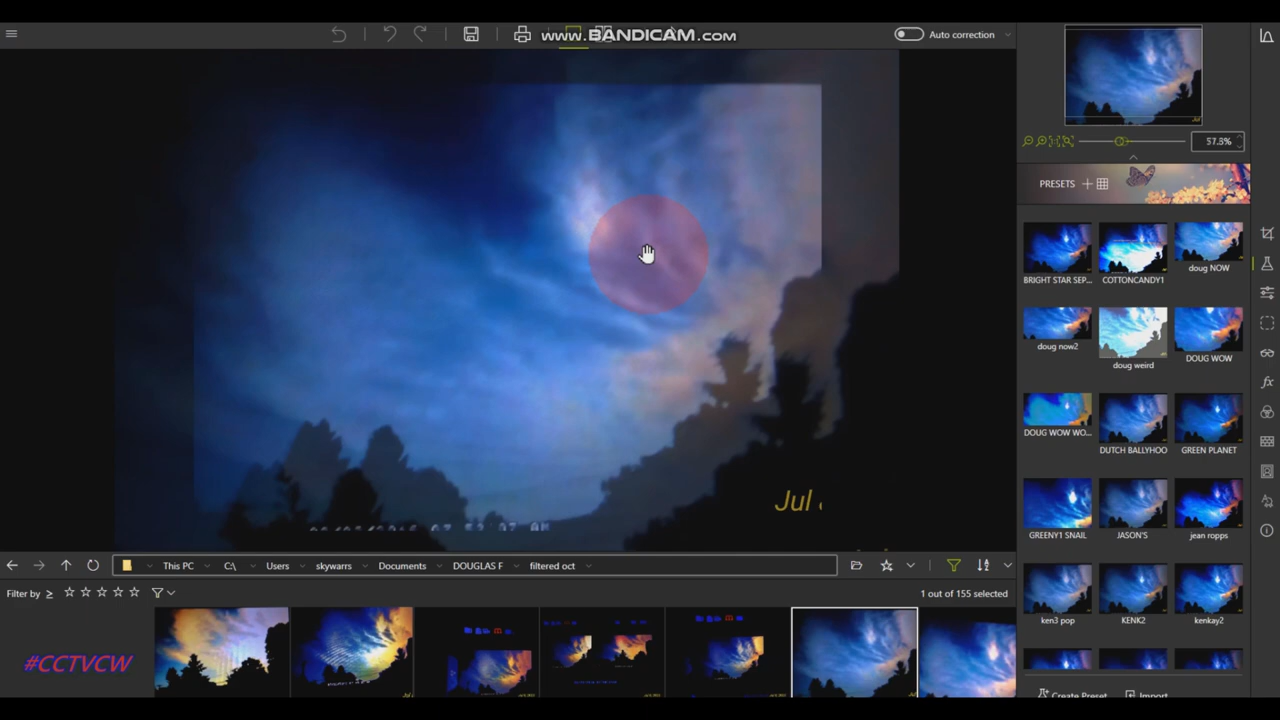 www.BANDICAM.com
Auto correction
57.8%
PRESETS
BRIGHT STAR SEP...
COTTONCANDY1
doug NOW
doug now2
doug weird
DOUG WOW
DOUG WOW WO...
DUTCH BALLYHOO
GREEN PLANET
GREENY1 SNAIL
JASON'S
jean ropps
ken3 pop
KENK2
kenkay2
Create Preset
Import
Jul
This PC
C:\
Users
skywarrs
Documents
DOUGLAS F
filtered oct
Filter by ≥
1 out of 155 selected
#CCTVCW